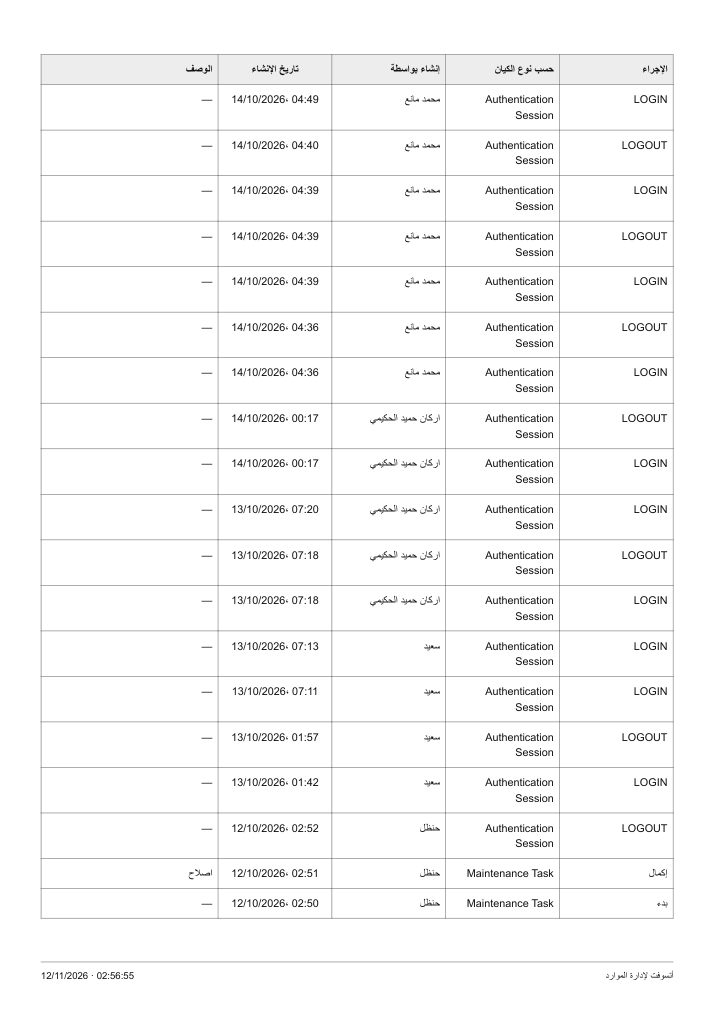 الإجراء حسب نوع الكيان إنشاء بواسطة تاريخ الإنشاء الوصف
LOGIN Authentication محمد مانع 14/10/2026، 04:49 —
Session
LOGOUT Authentication محمد مانع 14/10/2026، 04:40 —
Session
LOGIN Authentication محمد مانع 14/10/2026، 04:39 —
Session
LOGOUT Authentication محمد مانع 14/10/2026، 04:39 —
Session
LOGIN Authentication محمد مانع 14/10/2026، 04:39 —
Session
LOGOUT Authentication محمد مانع 14/10/2026، 04:36 —
Session
LOGIN Authentication محمد مانع 14/10/2026، 04:36 —
Session
LOGOUT Authentication اركان حميد الحكيمي 14/10/2026، 00:17 —
Session
LOGIN Authentication اركان حميد الحكيمي 14/10/2026، 00:17 —
Session
LOGIN Authentication اركان حميد الحكيمي 13/10/2026، 07:20 —
Session
LOGOUT Authentication اركان حميد الحكيمي 13/10/2026، 07:18 —
Session
LOGIN Authentication اركان حميد الحكيمي 13/10/2026، 07:18 —
Session
LOGIN Authentication سعيد 13/10/2026، 07:13 —
Session
LOGIN Authentication سعيد 13/10/2026، 07:11 —
Session
LOGOUT Authentication سعيد 13/10/2026، 01:57 —
Session
LOGIN Authentication سعيد 13/10/2026، 01:42 —
Session
LOGOUT Authentication حنظل 12/10/2026، 02:52 —
Session
إكمال Maintenance Task حنظل 12/10/2026، 02:51 اصلاح
بدء Maintenance Task حنظل 12/10/2026، 02:50 —
أتسوفت لإدارة الموارد 12/11/2026 · 02:56:55